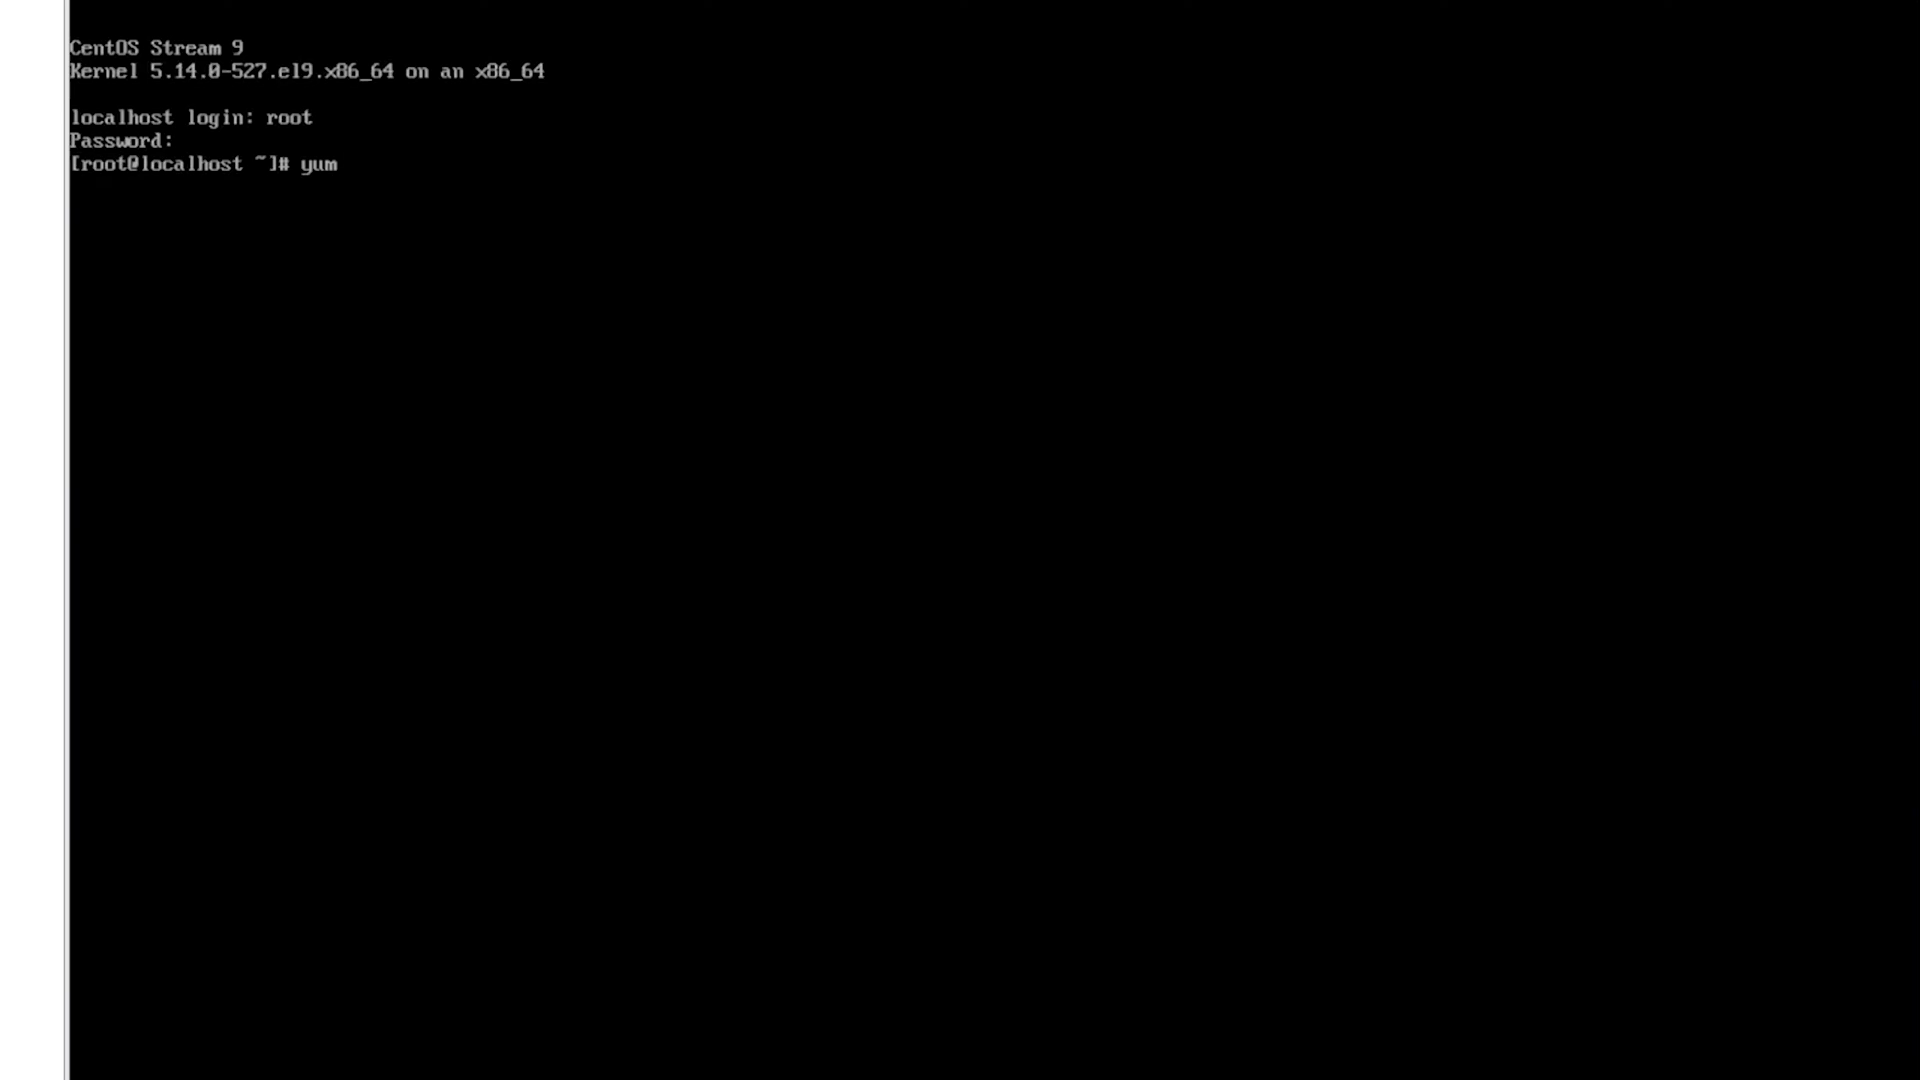 CentOS Stream 9
Kernel 5.14.0-527.el9.x86_64 on an x86_64
localhost login: root
Password:
[root@localhost ~]# yum